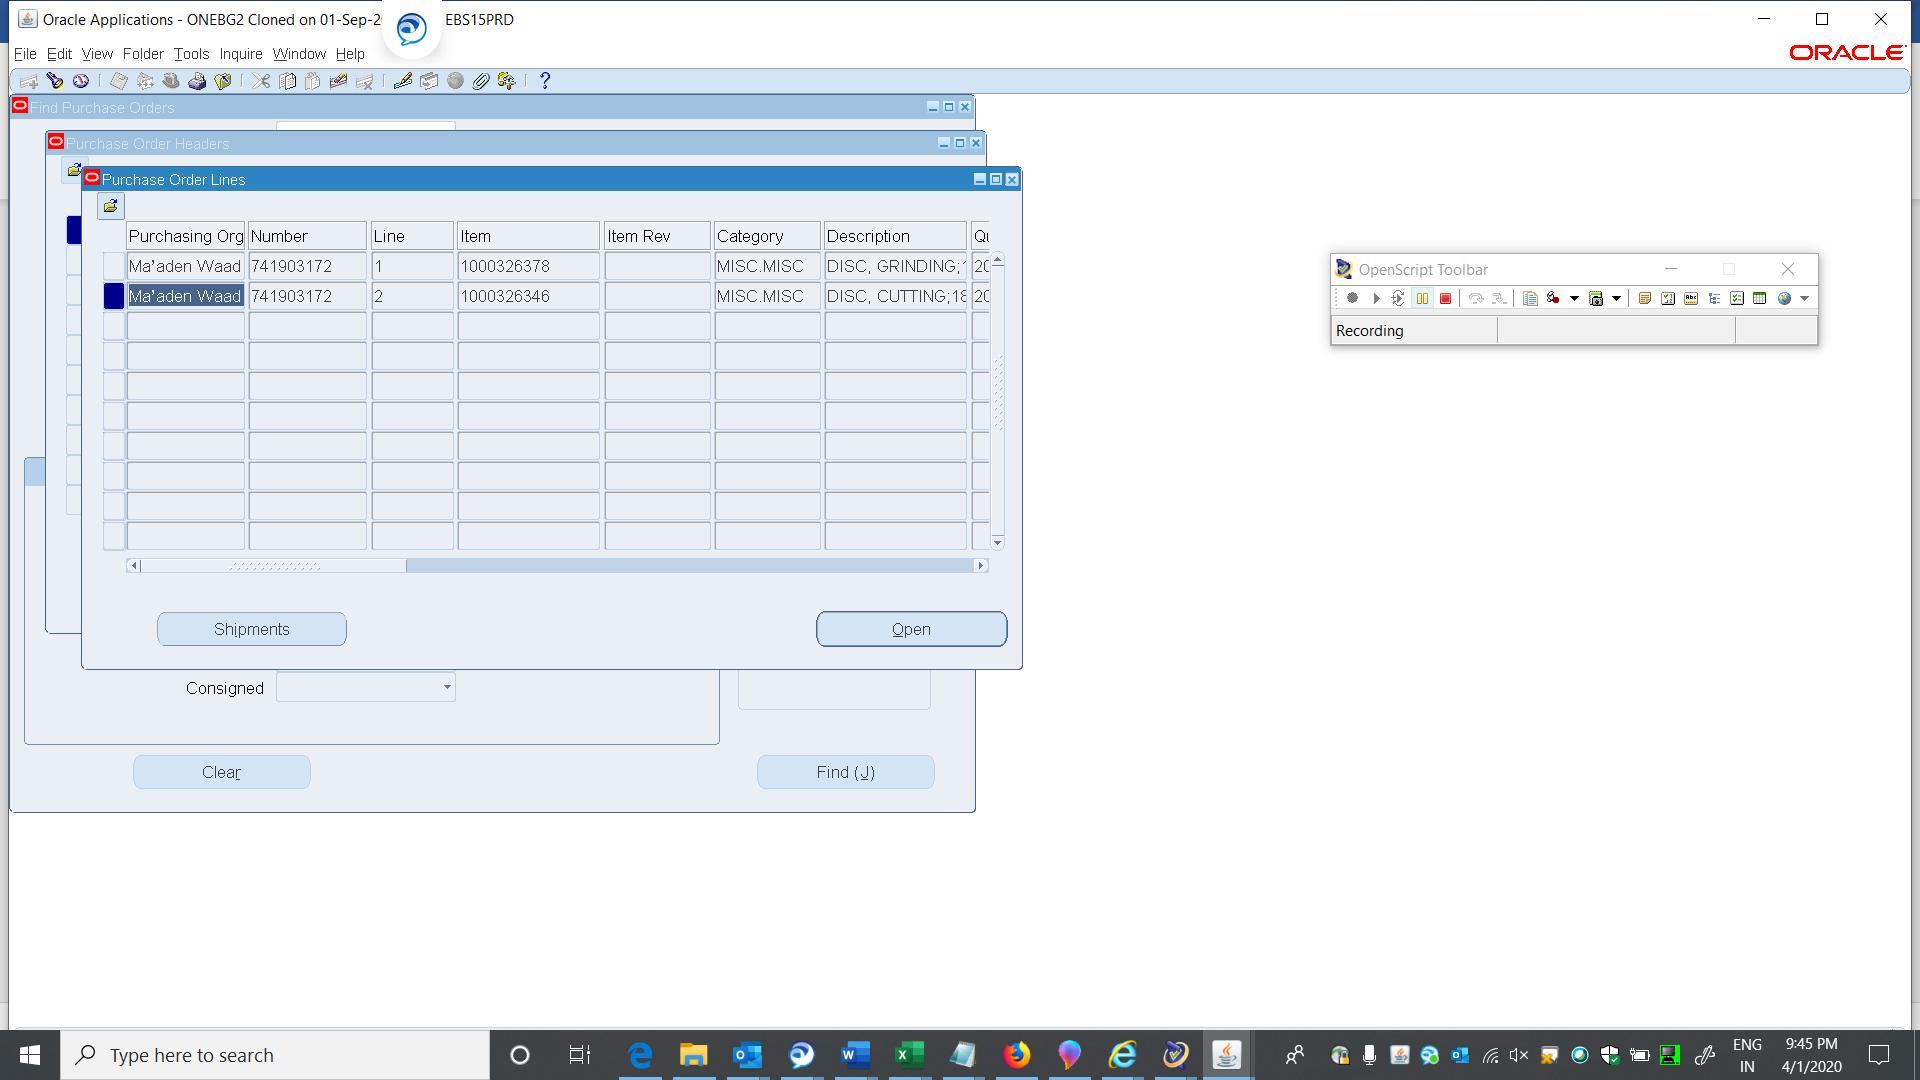 Oracle Applications - ONEBG2 Cloned on 01-Sep-2
EBS15PRD
File Edit View Folder Tools Inquire Window Help
ORACLE
Find Purchase Orders
Purchase Order Headers
Purchase Order Lines
Purchasing Org Number Line Item Item Rev Category Description Qu
Ma'aden Waad 741903172 1 1000326378 MISC.MISC DISC, GRINDING; 20
Ma'aden Waad 741903172 2 1000326346 MISC.MISC DISC, CUTTING;18 20
Shipments
Open
Consigned
Clear
Find (J)
OpenScript Toolbar
Recording
Type here to search
ENG
IN
9:45 PM
4/1/2020